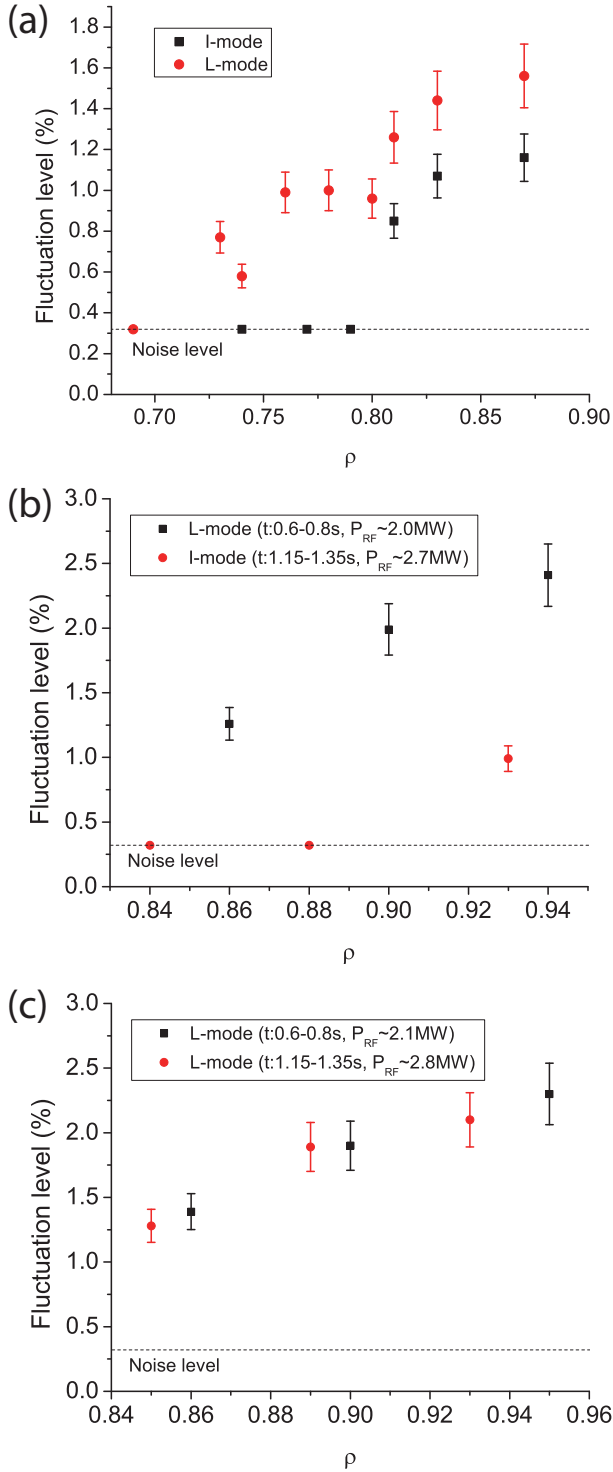 (a)
I-mode
L-mode
Fluctuation level (%)
1.8
1.6
1.4
1.2
1.0
0.8
0.6
0.4
0.2
0.0
Noise level
0.70 0.75 0.80 0.85 0.90
ρ
(b)
L-mode (t:0.6-0.8s, P_RF~2.0MW)
I-mode (t:1.15-1.35s, P_RF~2.7MW)
Fluctuation level (%)
3.0
2.5
2.0
1.5
1.0
0.5
0.0
Noise level
0.84 0.86 0.88 0.90 0.92 0.94
ρ
(c)
L-mode (t:0.6-0.8s, P_RF~2.1MW)
L-mode (t:1.15-1.35s, P_RF~2.8MW)
Fluctuation level (%)
3.0
2.5
2.0
1.5
1.0
0.5
0.0
Noise level
0.84 0.86 0.88 0.90 0.92 0.94 0.96
ρ